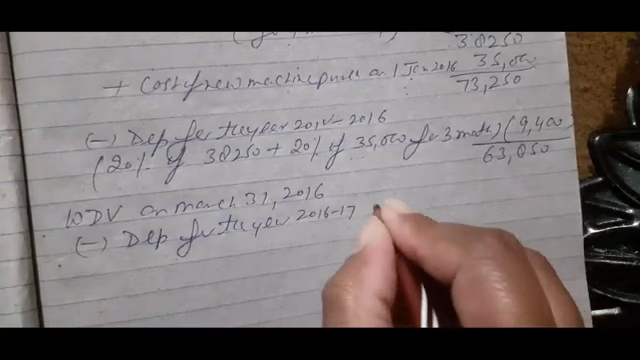 38250
+ Cost of new machine purch on 1 Jan 2016 35,000
73,250
(-) Dep for the year 2015-2016
(20% of 38250 + 20% of 35,000 for 3 month) (9,400
63,850
WDV on march 31, 2016
(-) Dep for the year 2016-17